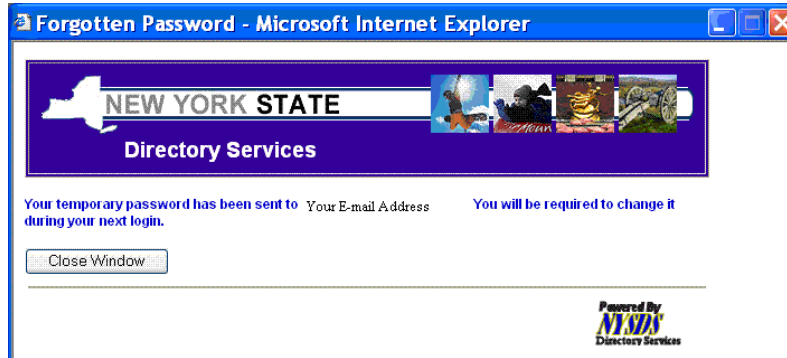 Forgotten Password - Microsoft Internet Explorer
NEW YORK STATE
Directory Services
Your temporary password has been sent to Your E-mail Address You will be required to change it
during your next login.
Close Window
Powered By
NYSDS
Directory Services